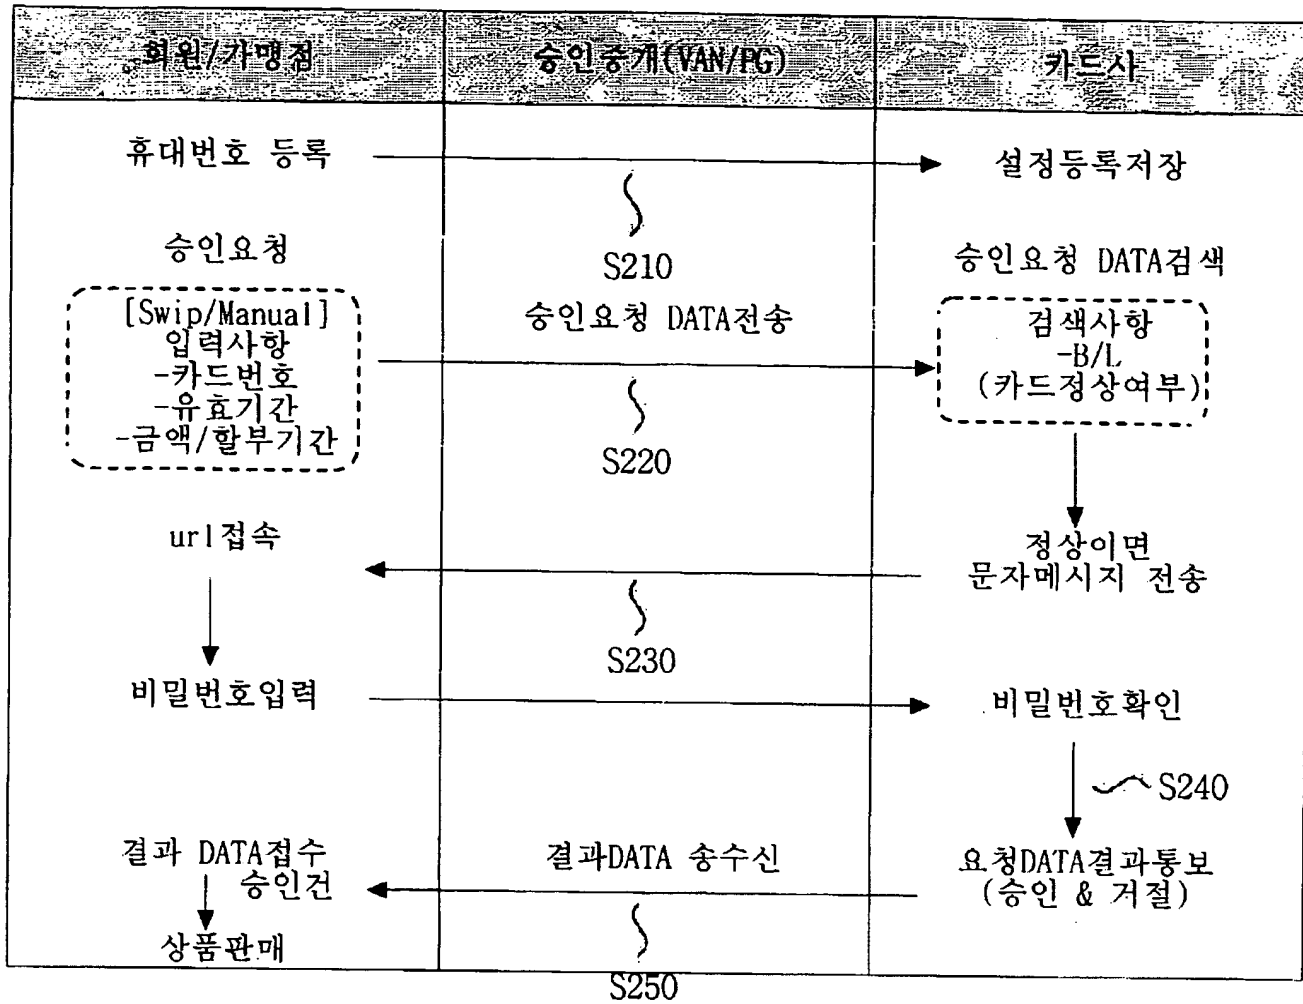 회원/가맹점
승인중개(VAN/PG)
카드사
휴대번호 등록
설정등록저장
S210
승인요청
승인요청 DATA검색
[Swip/Manual]
입력사항
-카드번호
-유효기간
-금액/할부기간
승인요청 DATA전송
검색사항
-B/L
(카드정상여부)
S220
url접속
정상이면
문자메시지 전송
S230
비밀번호입력
비밀번호확인
S240
결과 DATA접수
승인건
결과DATA 송수신
요청DATA결과통보
(승인 & 거절)
상품판매
S250